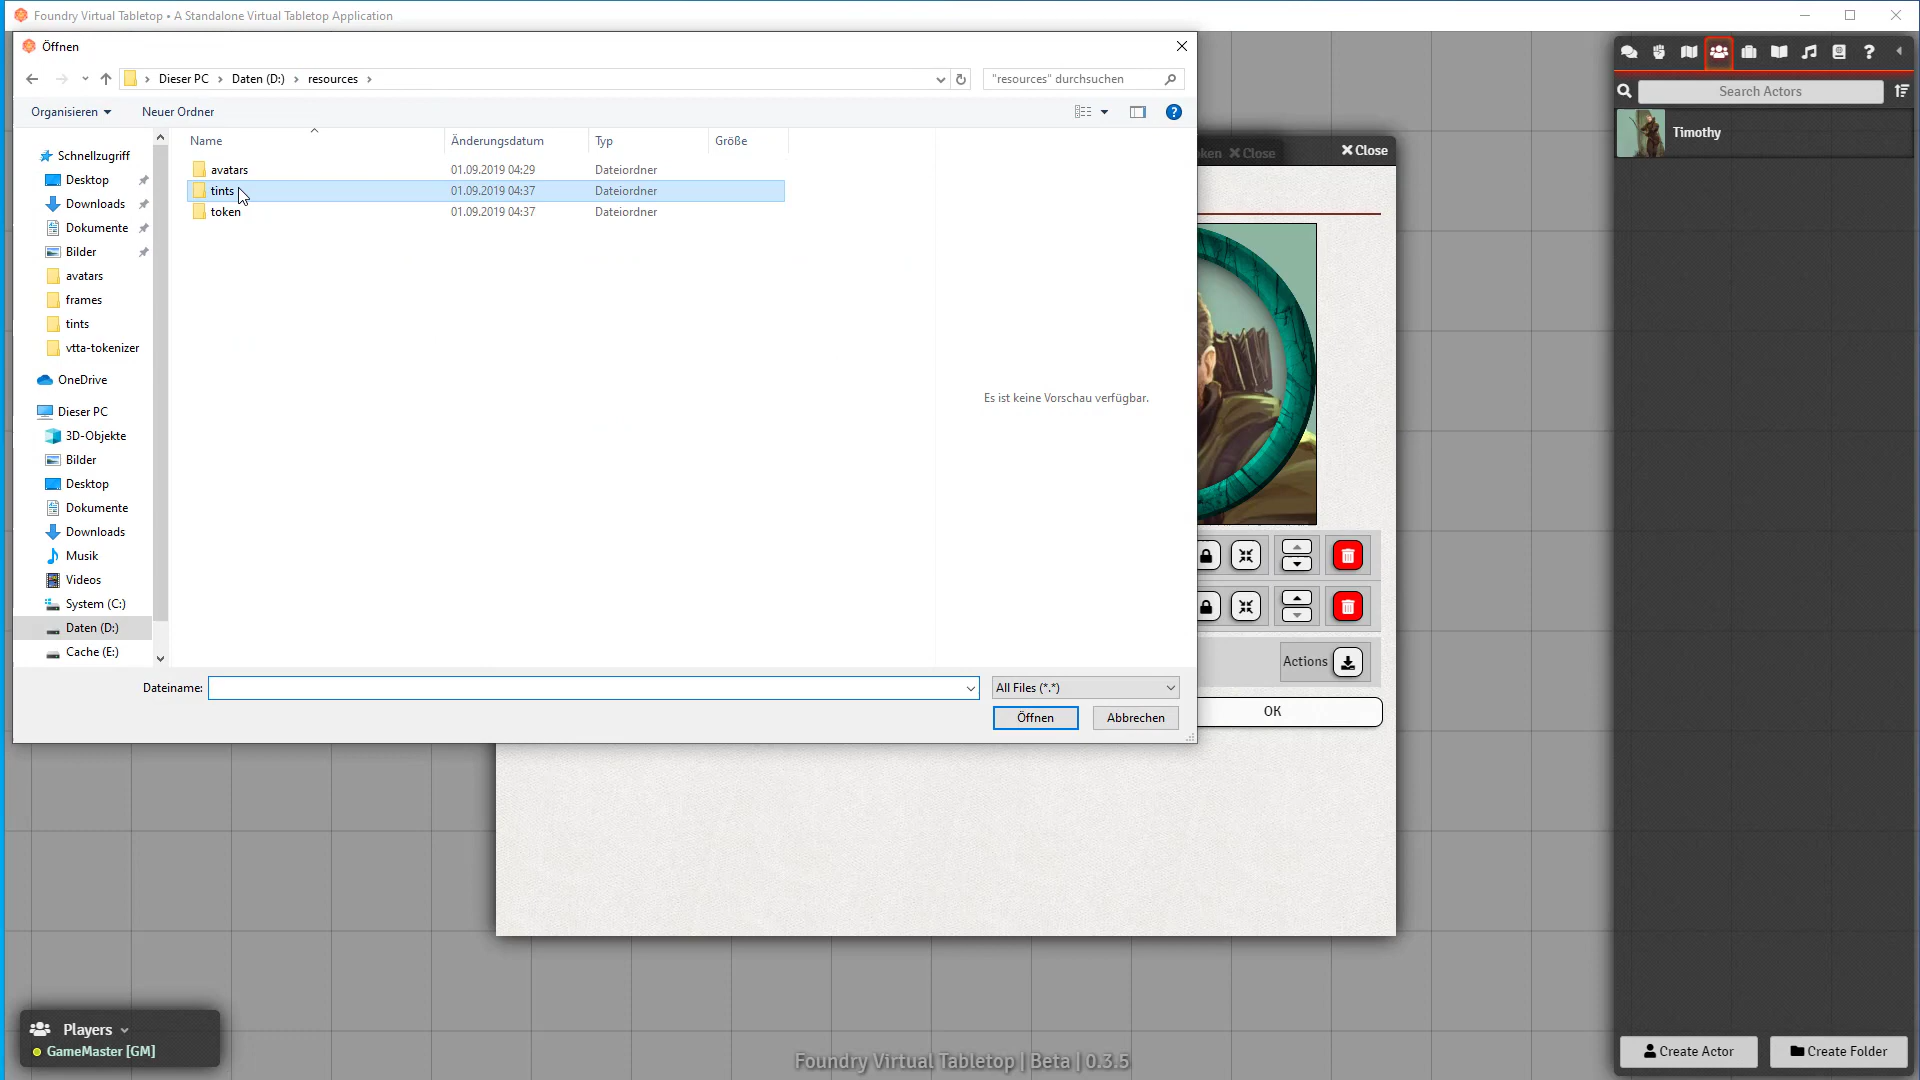 Foundry Virtual Tabletop • A Standalone Virtual Tabletop Application
Öffnen
Dieser PC
Daten (D:)
resources
"resources" durchsuchen
Organisieren
Neuer Ordner
Name
Änderungsdatum
Typ
Größe
avatars 01.09.2019 04:29 Dateiordner
tints 01.09.2019 04:37 Dateiordner
token 01.09.2019 04:37 Dateiordner
Schnellzugriff
Desktop
Downloads
Dokumente
Bilder
avatars
frames
tints
vtta-tokenizer
OneDrive
Dieser PC
3D-Objekte
Bilder
Desktop
Dokumente
Downloads
Musik
Videos
System (C:)
Daten (D:)
Cache (E:)
Es ist keine Vorschau verfügbar.
Dateiname:
All Files (*.*)
Öffnen
Abbrechen
Close
Close
Actions
OK
Search Actors
Timothy
Create Actor
Create Folder
Players
GameMaster [GM]
Foundry Virtual Tabletop | Beta | 0.3.5